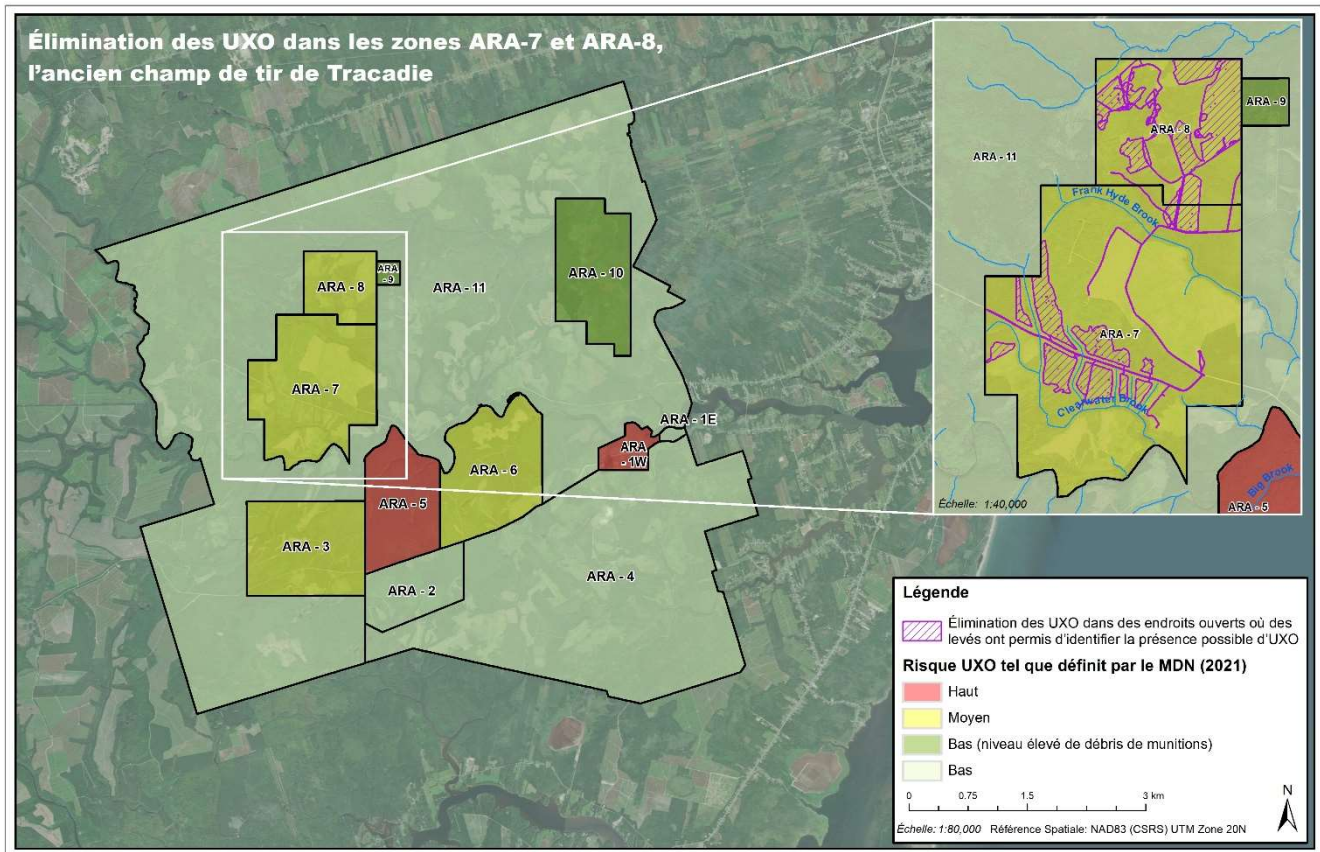 Élimination des UXO dans les zones ARA-7 et ARA-8,
l'ancien champ de tir de Tracadie
ARA - 8
ARA
- 9
ARA - 11
ARA - 10
ARA - 7
ARA - 1E
ARA
- 1W
ARA - 6
ARA - 5
ARA - 3
ARA - 2
ARA - 4
ARA - 9
ARA - 8
ARA - 11
Frank Hyde Brook
ARA - 7
Clearwater Brook
Big Brook
ARA - 5
Échelle: 1:40,000
Légende
Élimination des UXO dans des endroits ouverts où des
levés ont permis d'identifier la présence possible d'UXO
Risque UXO tel que définit par le MDN (2021)
Haut
Moyen
Bas (niveau élevé de débris de munitions)
Bas
0 0.75 1.5 3 km
N
Échelle: 1:80,000 Référence Spatiale: NAD83 (CSRS) UTM Zone 20N